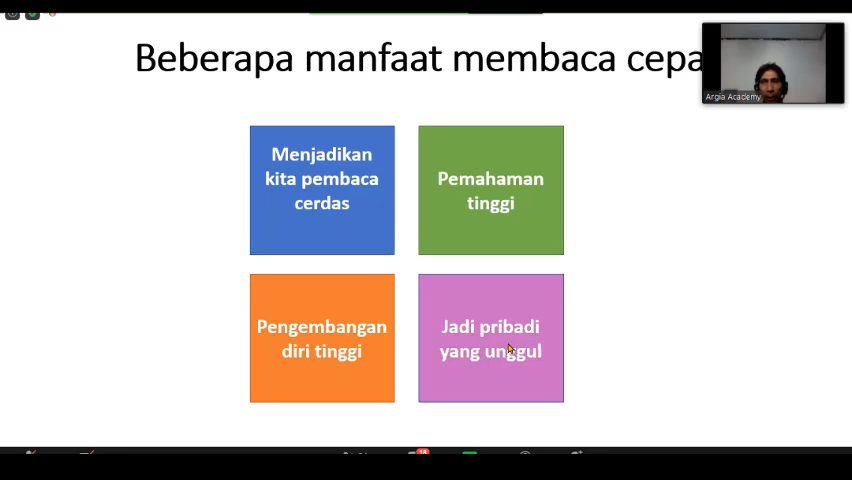 Beberapa manfaat membaca cepa
Argia Academy
Menjadikan
kita pembaca
cerdas
Pemahaman
tinggi
Pengembangan
diri tinggi
Jadi pribadi
yang unggul
18